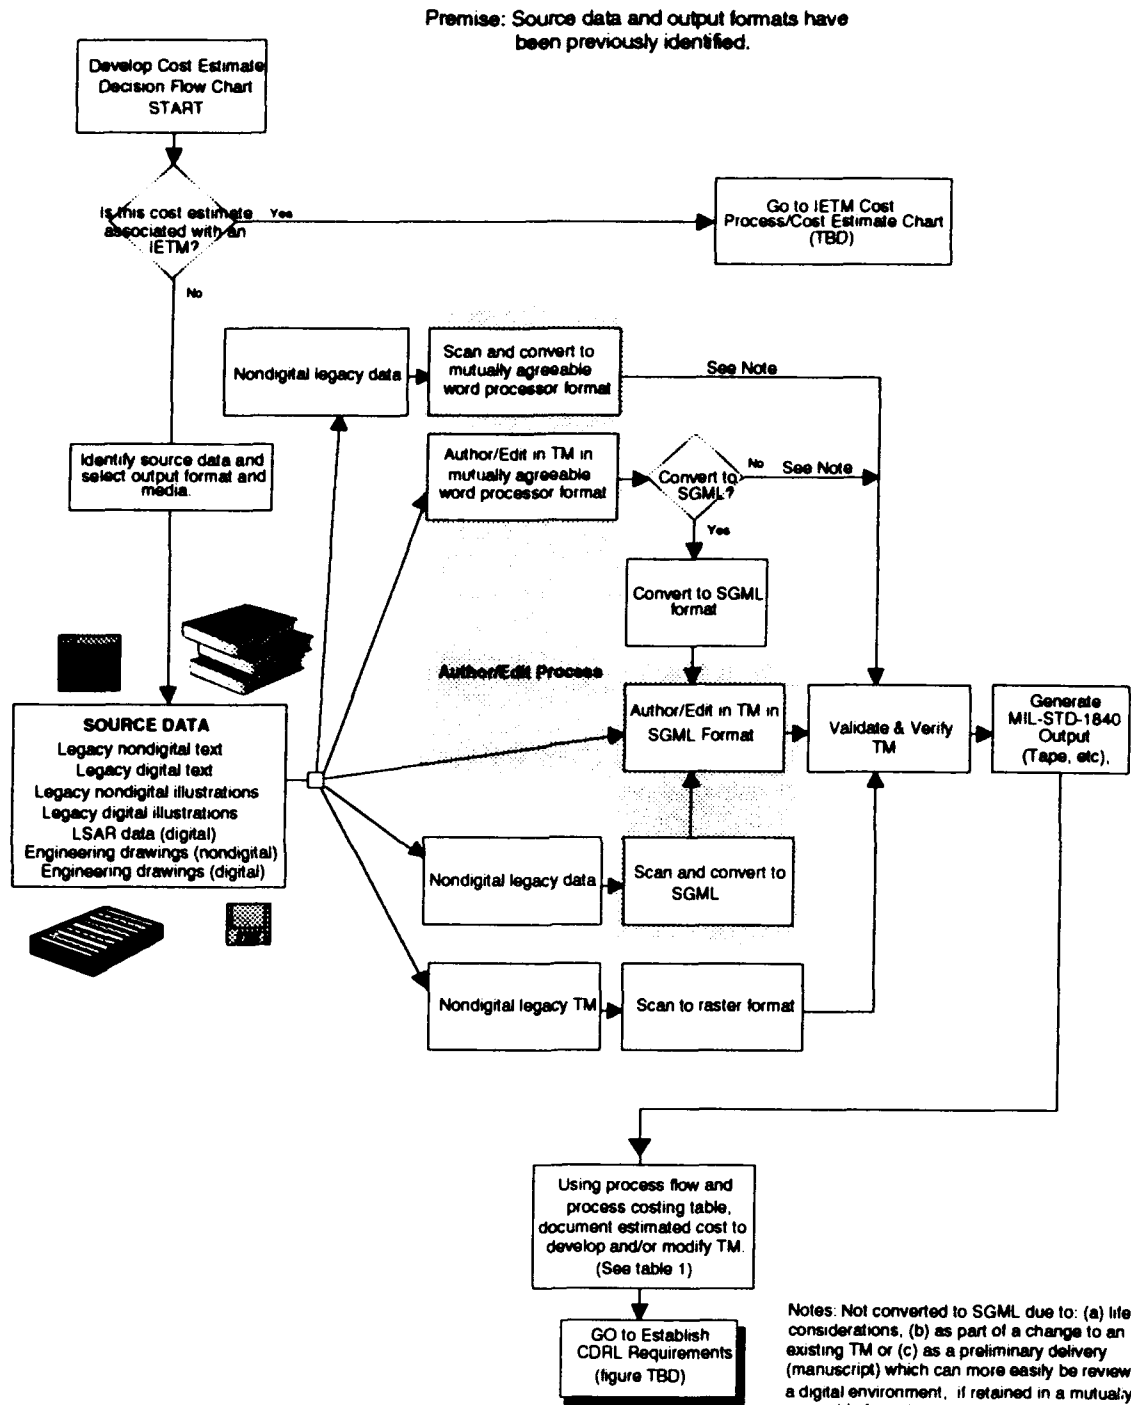 Premise: Source data and output formats have
been previously identified.
Develop Cost Estimate
Decision Flow Chart
START
Is this cost estimate
associated with an
IETM?
Yes
Go to IETM Cost
Process/Cost Estimate Chart
(TBD)
No
Nondigital legacy data
Scan and convert to
mutually agreeable
word processor format
See Note
Identify source data and
select output format and
media.
Author/Edit in TM in
mutually agreeable
word processor format
Convert to
SGML?
No
See Note
Yes
Convert to SGML
format
Author/Edit Process
SOURCE DATA
Legacy nondigital text
Legacy digital text
Legacy nondigital illustrations
Legacy digital illustrations
LSAR data (digital)
Engineering drawings (nondigital)
Engineering drawings (digital)
Author/Edit in TM in
SGML Format
Validate & Verify
TM
Generate
MIL-STD-1840
Output
(Tape, etc),
Nondigital legacy data
Scan and convert to
SGML
Nondigital legacy TM
Scan to raster format
Using process flow and
process costing table,
document estimated cost to
develop and/or modify TM.
(See table 1)
GO to Establish
CDRL Requirements
(figure TBD)
Notes: Not converted to SGML due to: (a) life
considerations, (b) as part of a change to an
existing TM or (c) as a preliminary delivery
(manuscript) which can more easily be review
a digital environment, if retained in a mutually